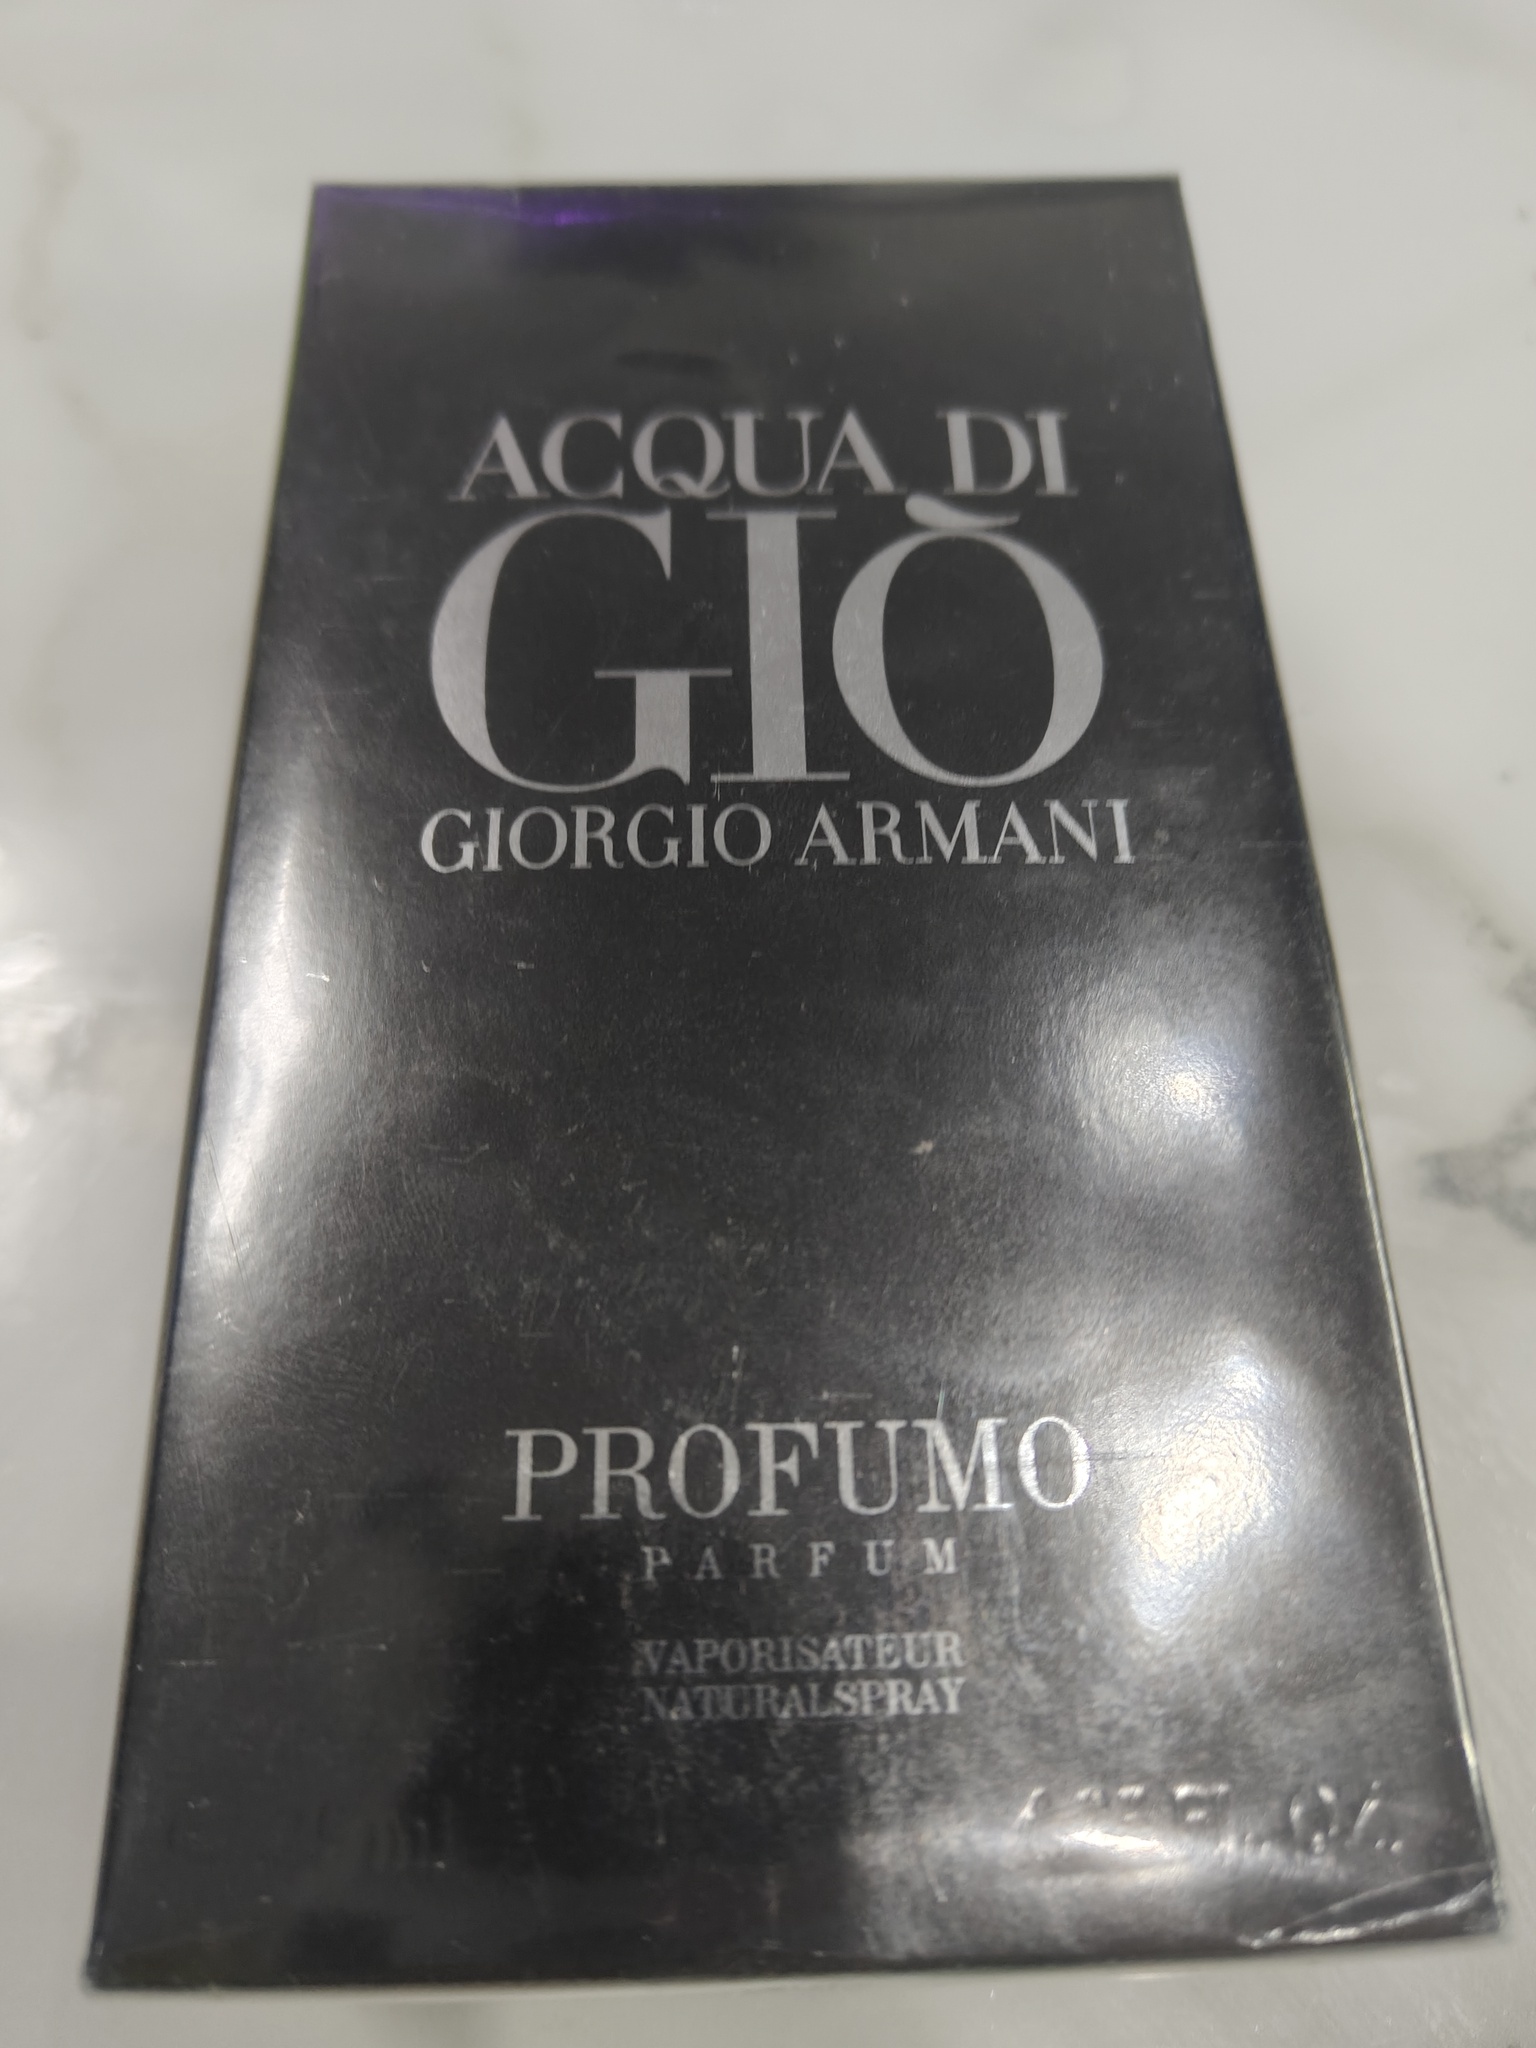 ACQUA DI
GIÒ
GIORGIO ARMANI
PROFUMO
PARFUM
VAPORISATEUR
NATURALSPRAY